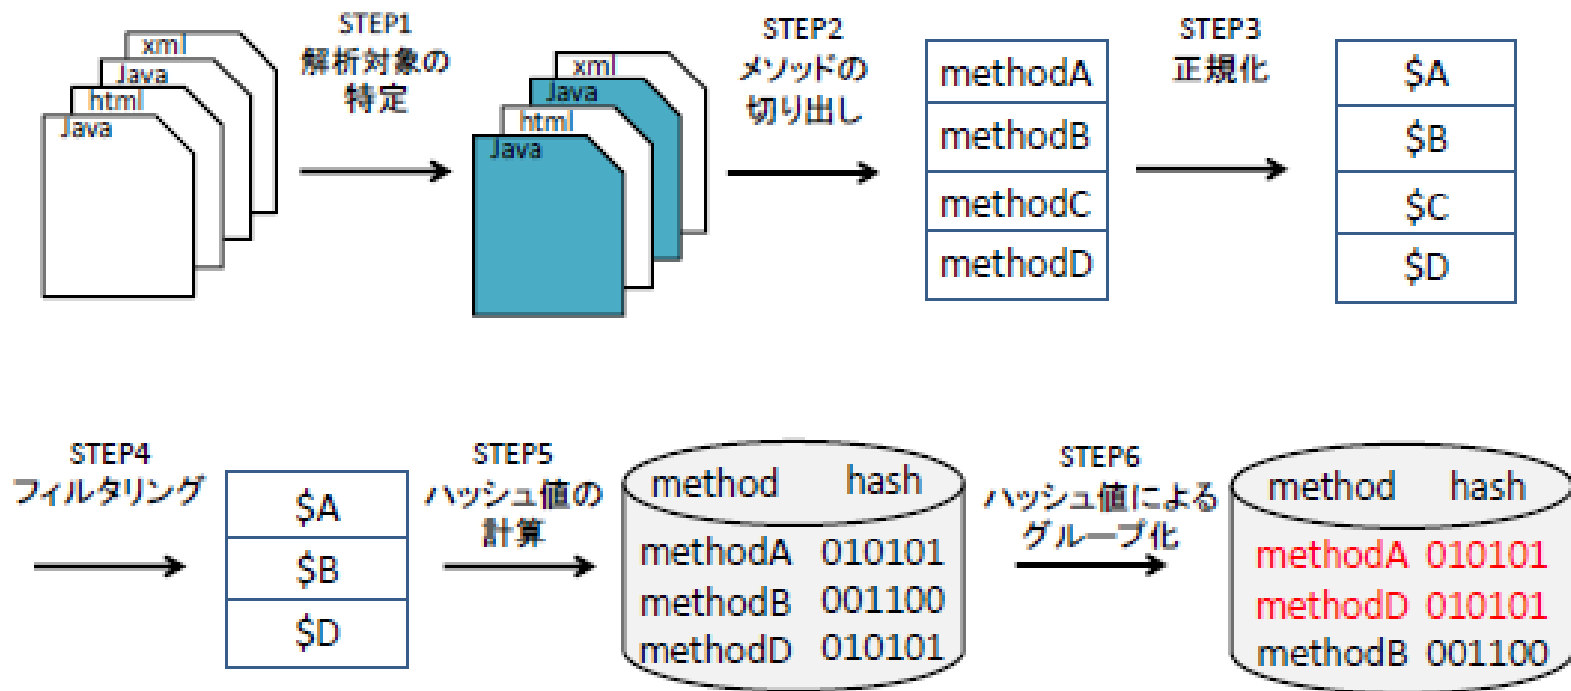 xml
Java
html
Java
STEP1
解析対象の
特定
xml
Java
html
Java
STEP2
メソッドの
切り出し
methodA
methodB
methodC
methodD
STEP3
正規化
$A
$B
$C
$D
STEP4
フィルタリング
$A
$B
$D
STEP5
ハッシュ値の
計算
method hash
methodA 010101
methodB 001100
methodD 010101
STEP6
ハッシュ値による
グループ化
method hash
methodA 010101
methodD 010101
methodB 001100